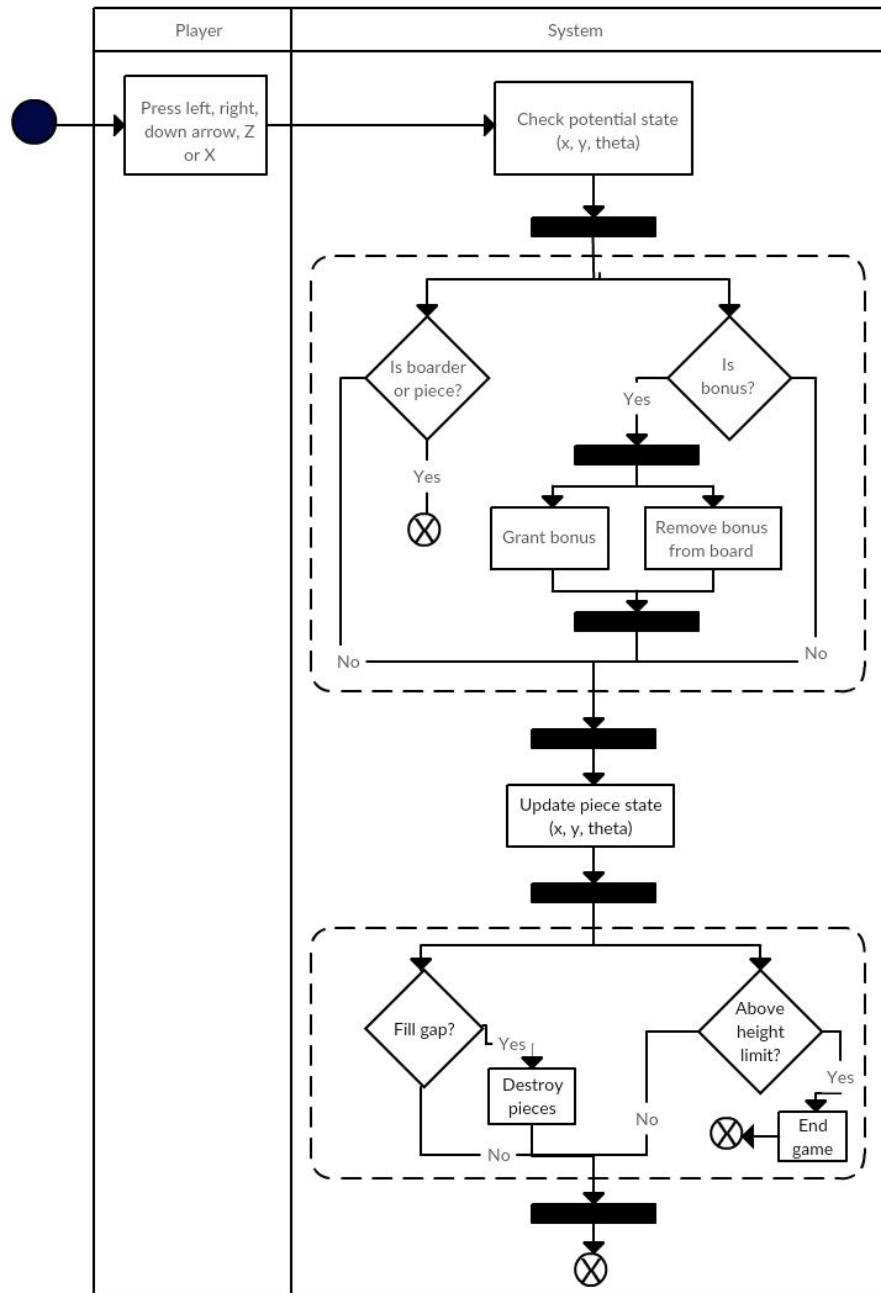 Player
System
Press left, right,
down arrow, Z
or X
Check potential state
(x, y, theta)
Is boarder
or piece?
Is
bonus?
Yes
Yes
Grant bonus
Remove bonus
from board
No
No
Update piece state
(x, y, theta)
Fill gap?
Above
height
limit?
Yes
Yes
Destroy
pieces
No
End
game
No